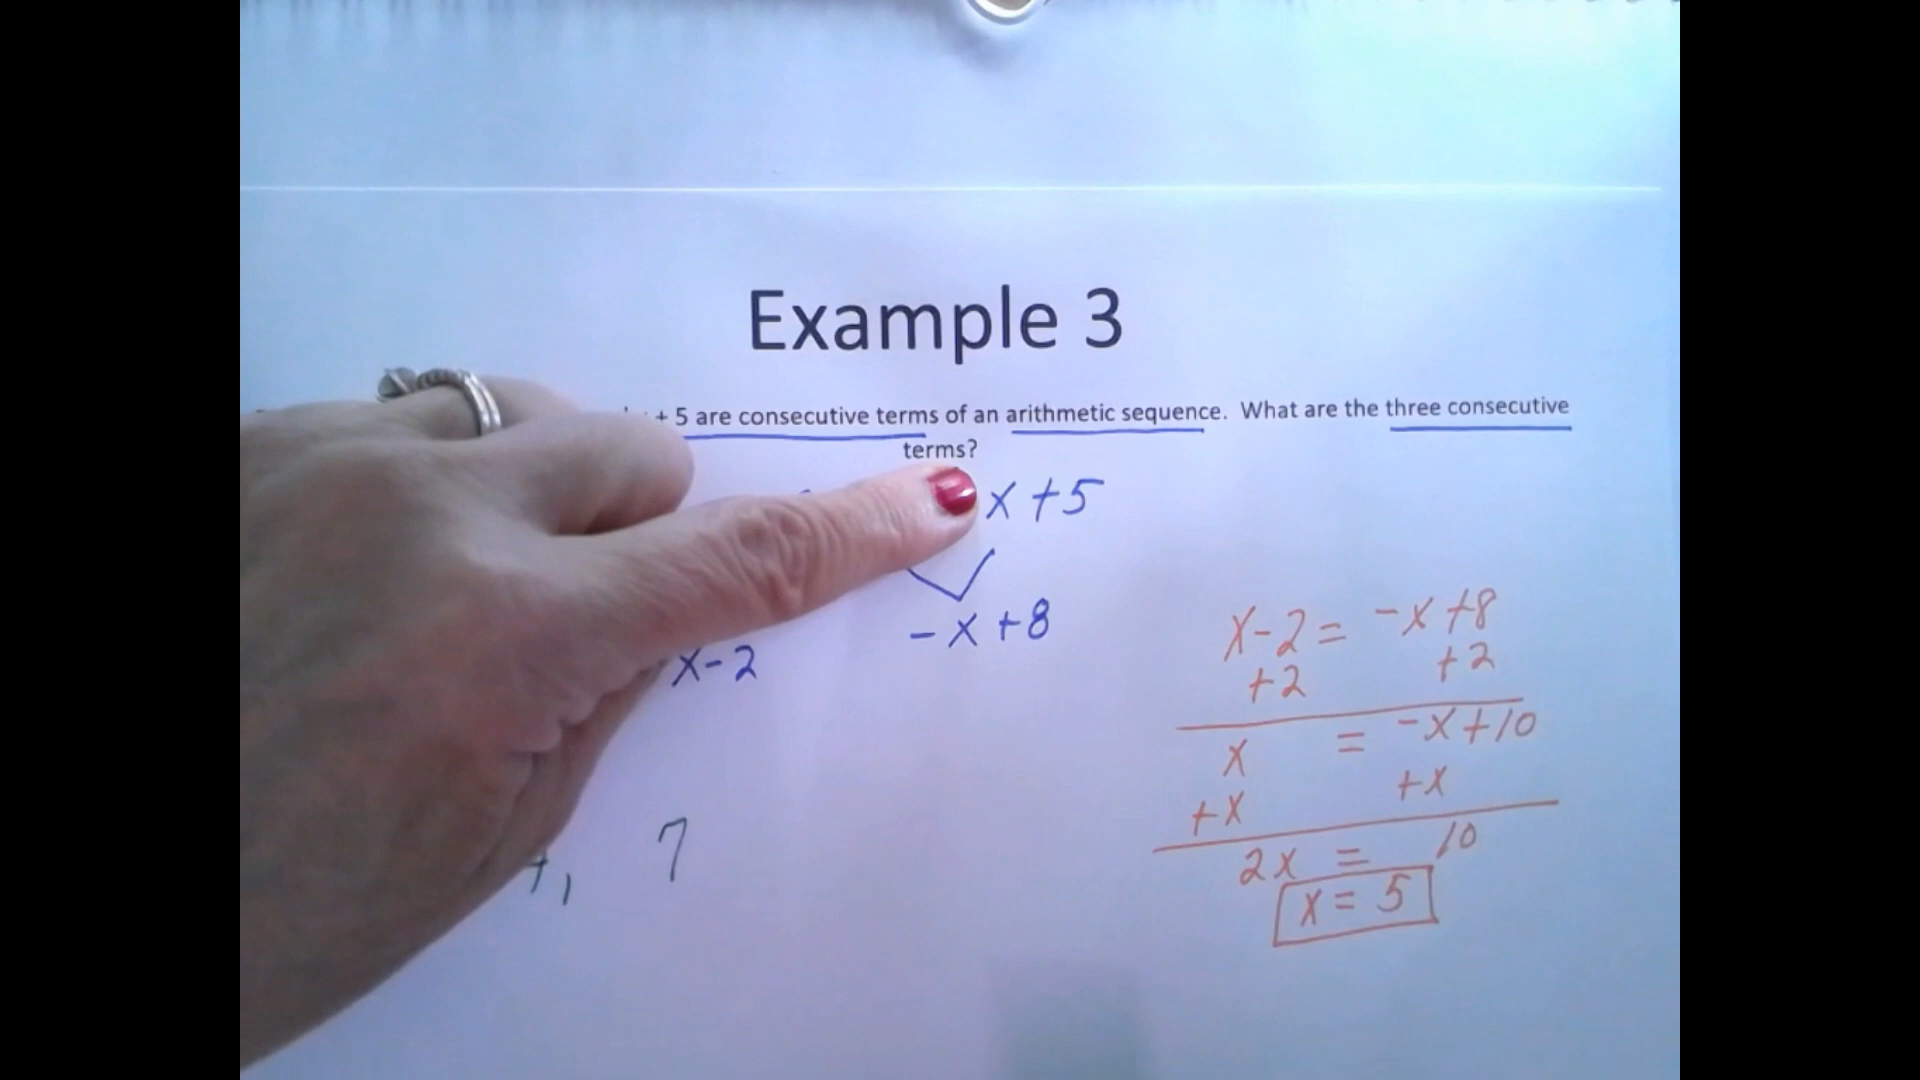 Example 3
+ 5 are consecutive terms of an arithmetic sequence. What are the three consecutive
terms?
x + 5
- x + 8
x - 2
x - 2 = - x + 8
+ 2 + 2
x = - x + 10
+ x + x
2x = 10
x = 5
, 7